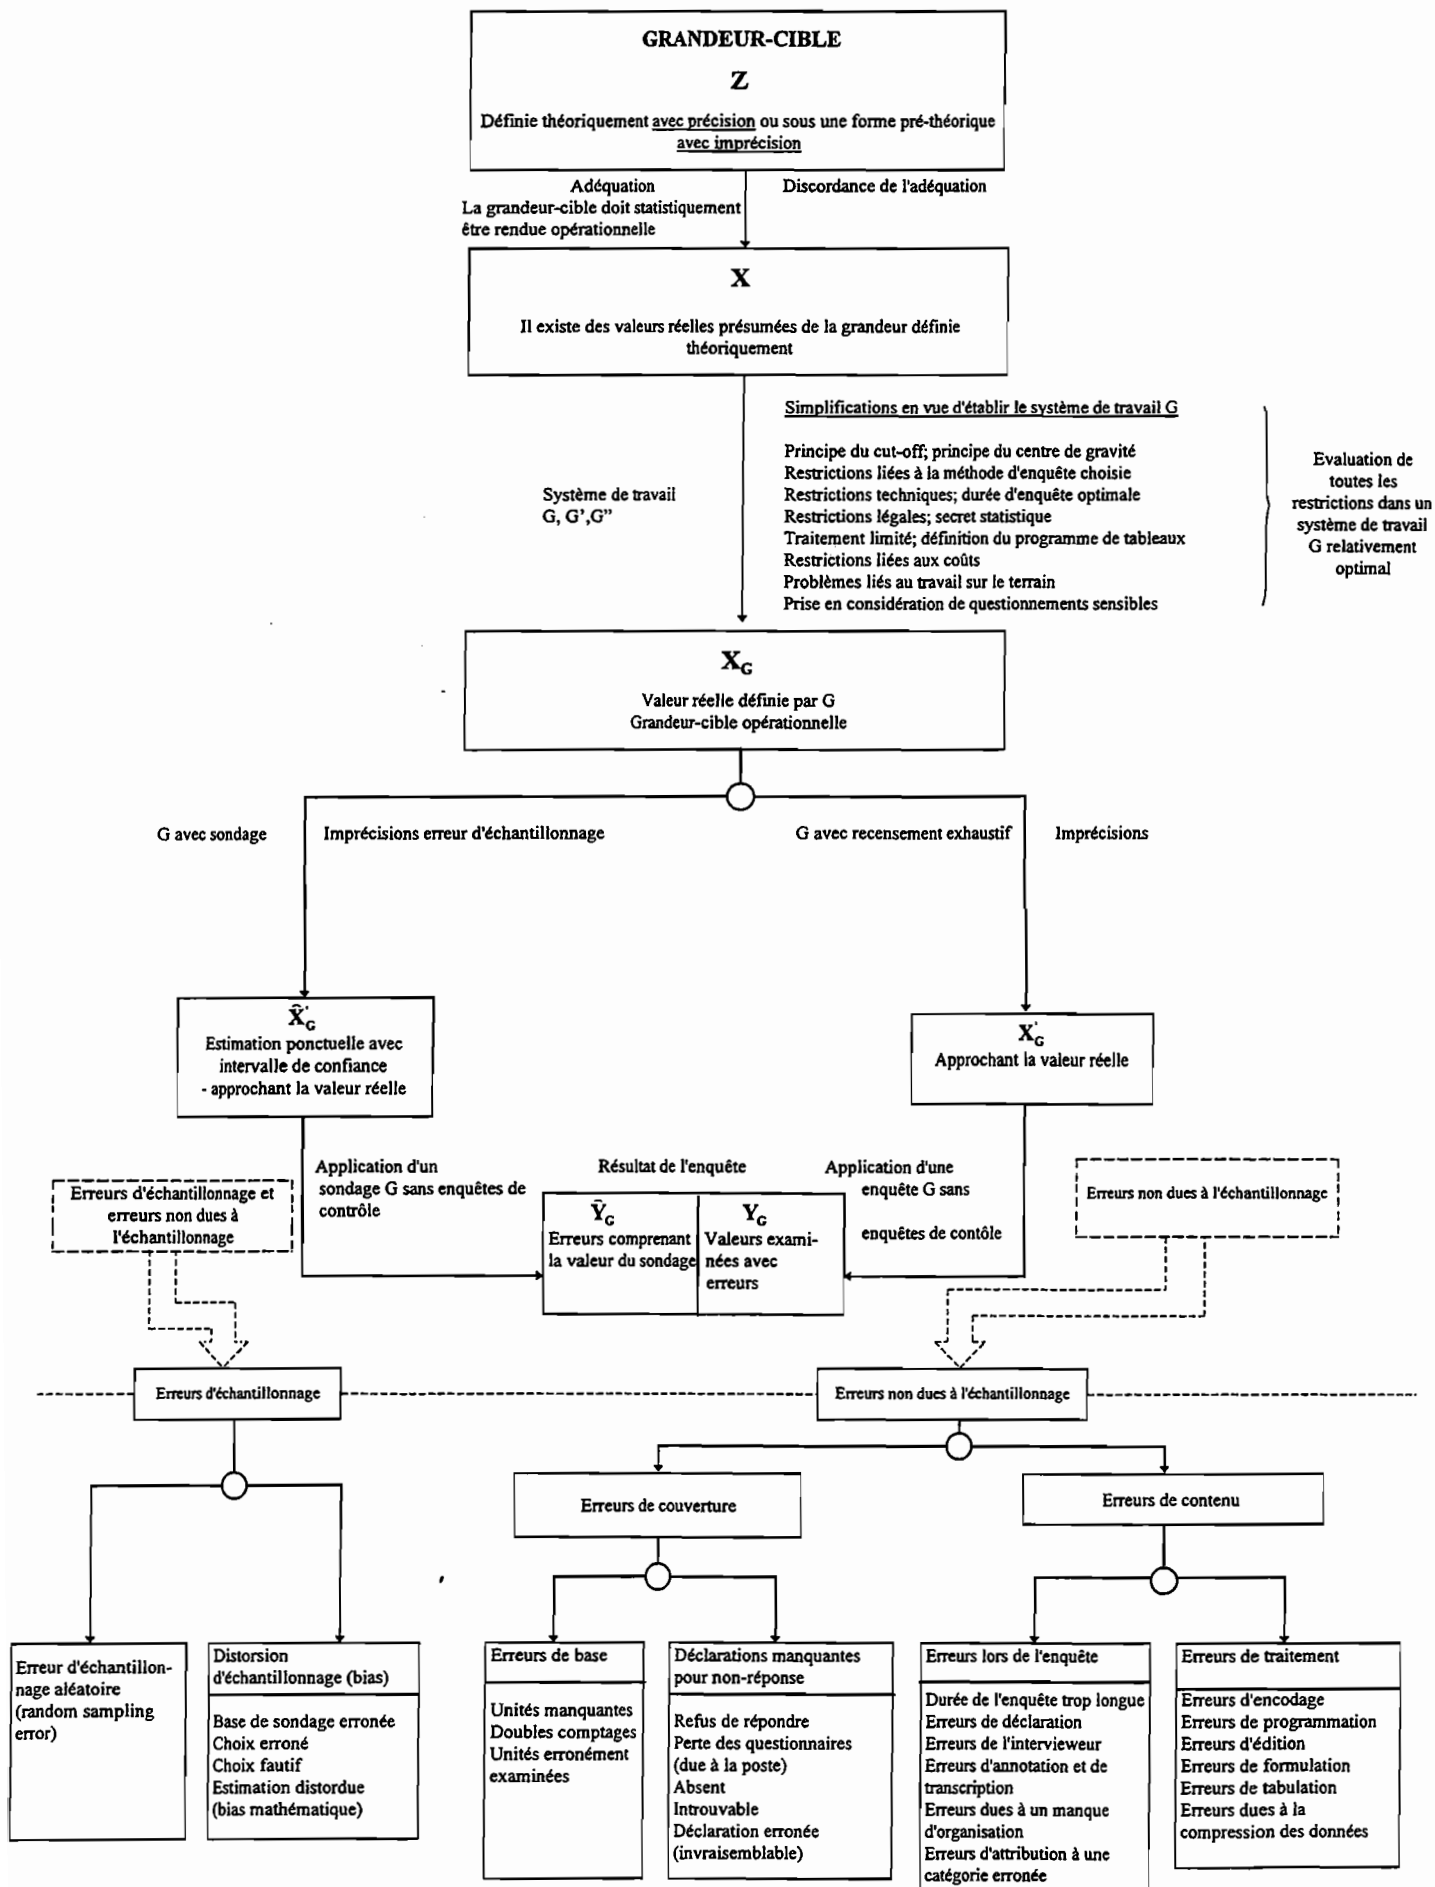 GRANDEUR-CIBLE
Z
Définie théoriquement avec précision ou sous une forme pré-théorique
avec imprécision
Adéquation
La grandeur-cible doit statistiquement
être rendue opérationnelle
Discordance de l'adéquation
X
Il existe des valeurs réelles présumées de la grandeur définie
théoriquement
Système de travail
G, G',G''
Simplifications en vue d'établir le système de travail G
Principe du cut-off; principe du centre de gravité
Restrictions liées à la méthode d'enquête choisie
Restrictions techniques; durée d'enquête optimale
Restrictions légales; secret statistique
Traitement limité; définition du programme de tableaux
Restrictions liées aux coûts
Problèmes liés au travail sur le terrain
Prise en considération de questionnements sensibles
Evaluation de
toutes les
restrictions dans un
système de travail
G relativement
optimal
X_G
Valeur réelle définie par G
Grandeur-cible opérationnelle
G avec sondage
Imprécisions erreur d'échantillonnage
G avec recensement exhaustif
Imprécisions
X̂'_G
Estimation ponctuelle avec
intervalle de confiance
- approchant la valeur réelle
X'_G
Approchant la valeur réelle
Application d'un
sondage G sans enquêtes de
contrôle
Résultat de l'enquête
Application d'une
enquête G sans
enquêtes de contôle
Erreurs d'échantillonnage et
erreurs non dues à
l'échantillonnage
Ŷ_G
Erreurs comprenant
la valeur du sondage
Y_G
Valeurs exami-
nées avec
erreurs
Erreurs non dues à l'échantillonnage
Erreurs d'échantillonnage
Erreurs non dues à l'échantillonnage
Erreurs de couverture
Erreurs de contenu
Erreur d'échantillon-
nage aléatoire
(random sampling
error)
Distorsion
d'échantillonnage (bias)
Base de sondage erronée
Choix erroné
Choix fautif
Estimation distordue
(bias mathématique)
Erreurs de base
Unités manquantes
Doubles comptages
Unités erronément
examinées
Déclarations manquantes
pour non-réponse
Refus de répondre
Perte des questionnaires
(due à la poste)
Absent
Introuvable
Déclaration erronée
(invraisemblable)
Erreurs lors de l'enquête
Durée de l'enquête trop longue
Erreurs de déclaration
Erreurs de l'intervieweur
Erreurs d'annotation et de
transcription
Erreurs dues à un manque
d'organisation
Erreurs d'attribution à une
catégorie erronée
Erreurs de traitement
Erreurs d'encodage
Erreurs de programmation
Erreurs d'édition
Erreurs de formulation
Erreurs de tabulation
Erreurs dues à la
compression des données